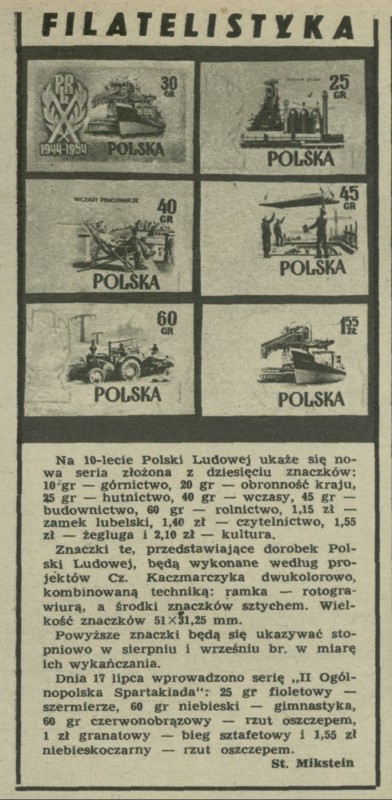 FILATELISTYKA
PRL
1944-1954
30
GR
POLSKA
25
GR
POLSKA
WCZASY PRACOWNICZE
40
GR
POLSKA
45
GR
POLSKA
60
GR
POLSKA
1,55
ZŁ
POLSKA
Na 10-lecie Polski Ludowej ukaże się no-
wa seria złożona z dziesięciu znaczków:
10 gr — górnictwo, 20 gr — obronność kraju,
25 gr — hutnictwo, 40 gr — wczasy, 45 gr —
budownictwo, 60 gr — rolnictwo, 1,15 zł —
zamek lubelski, 1,40 zł — czytelnictwo, 1,55
zł — żegluga i 2,10 zł — kultura.
Znaczki te, przedstawiające dorobek Pol-
ski Ludowej, będą wykonane według pro-
jektów Cz. Kaczmarczyka dwukolorowo,
kombinowaną techniką: ramka — rotogra-
wiurą, a środki znaczków sztychem. Wiel-
kość znaczków 51×31,25 mm.
Powyższe znaczki będą się ukazywać sto-
pniowo w sierpniu i wrześniu br. w miarę
ich wykańczania.
Dnia 17 lipca wprowadzono serię „II Ogól-
nopolska Spartakiada“: 25 gr fioletowy —
szermierze, 60 gr niebieski — gimnastyka,
60 gr czerwonobrązowy — rzut oszczepem,
1 zł granatowy — bieg sztafetowy i 1,55 zł
niebieskoczarny — rzut oszczepem.
St. Mikstein